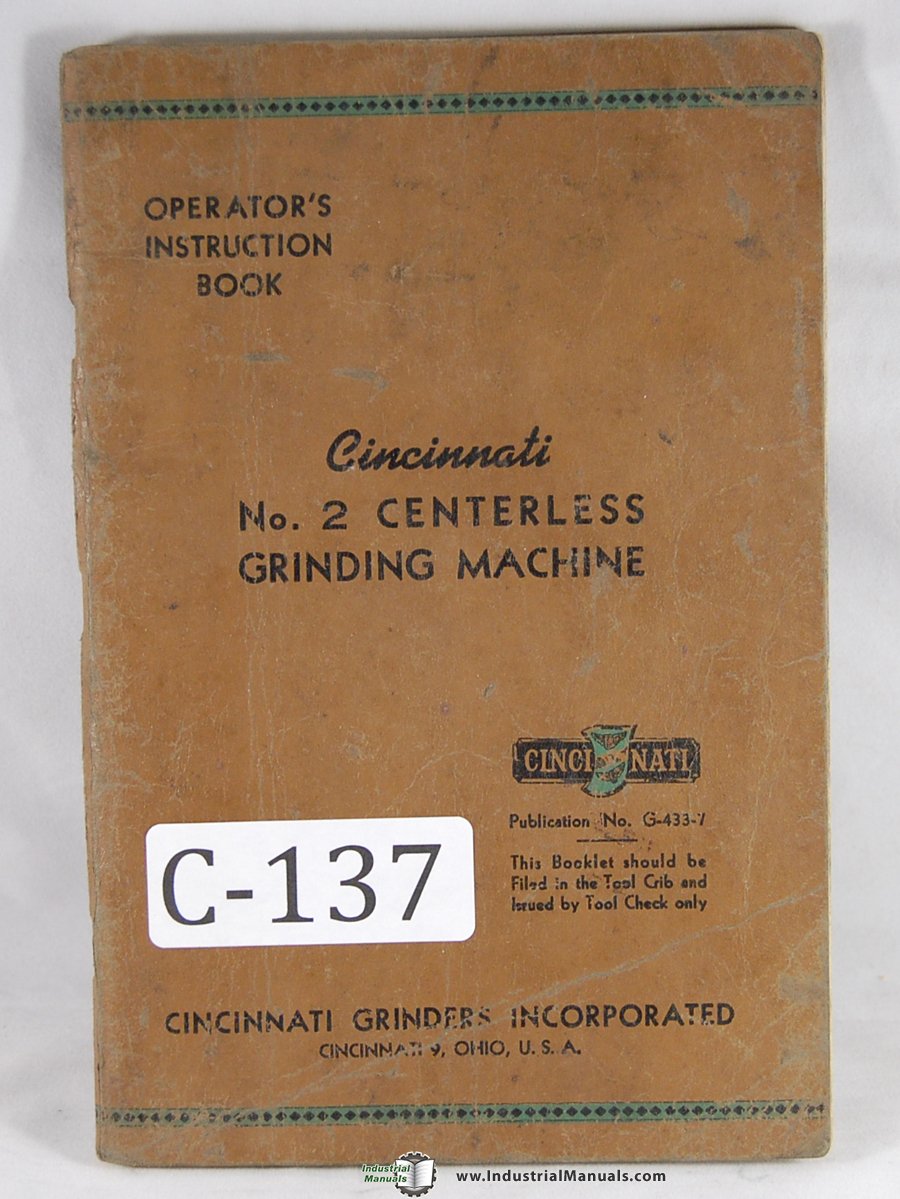 OPERATOR'S
INSTRUCTION
BOOK
Cincinnati
No. 2 CENTERLESS
GRINDING MACHINE
CINCINNATI
Publication No. G-433-7
This Booklet should be
Filed in the Tool Crib and
Issued by Tool Check only
C-137
CINCINNATI GRINDERS INCORPORATED
CINCINNATI 9, OHIO, U. S. A.
Industrial
Manuals
www.IndustrialManuals.com